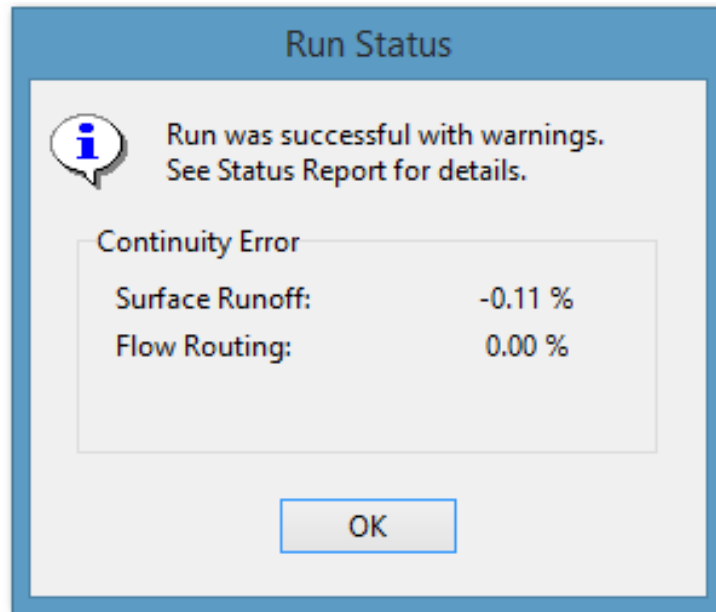 Run Status
Run was successful with warnings.
See Status Report for details.
Continuity Error
Surface Runoff: -0.11 %
Flow Routing: 0.00 %
OK